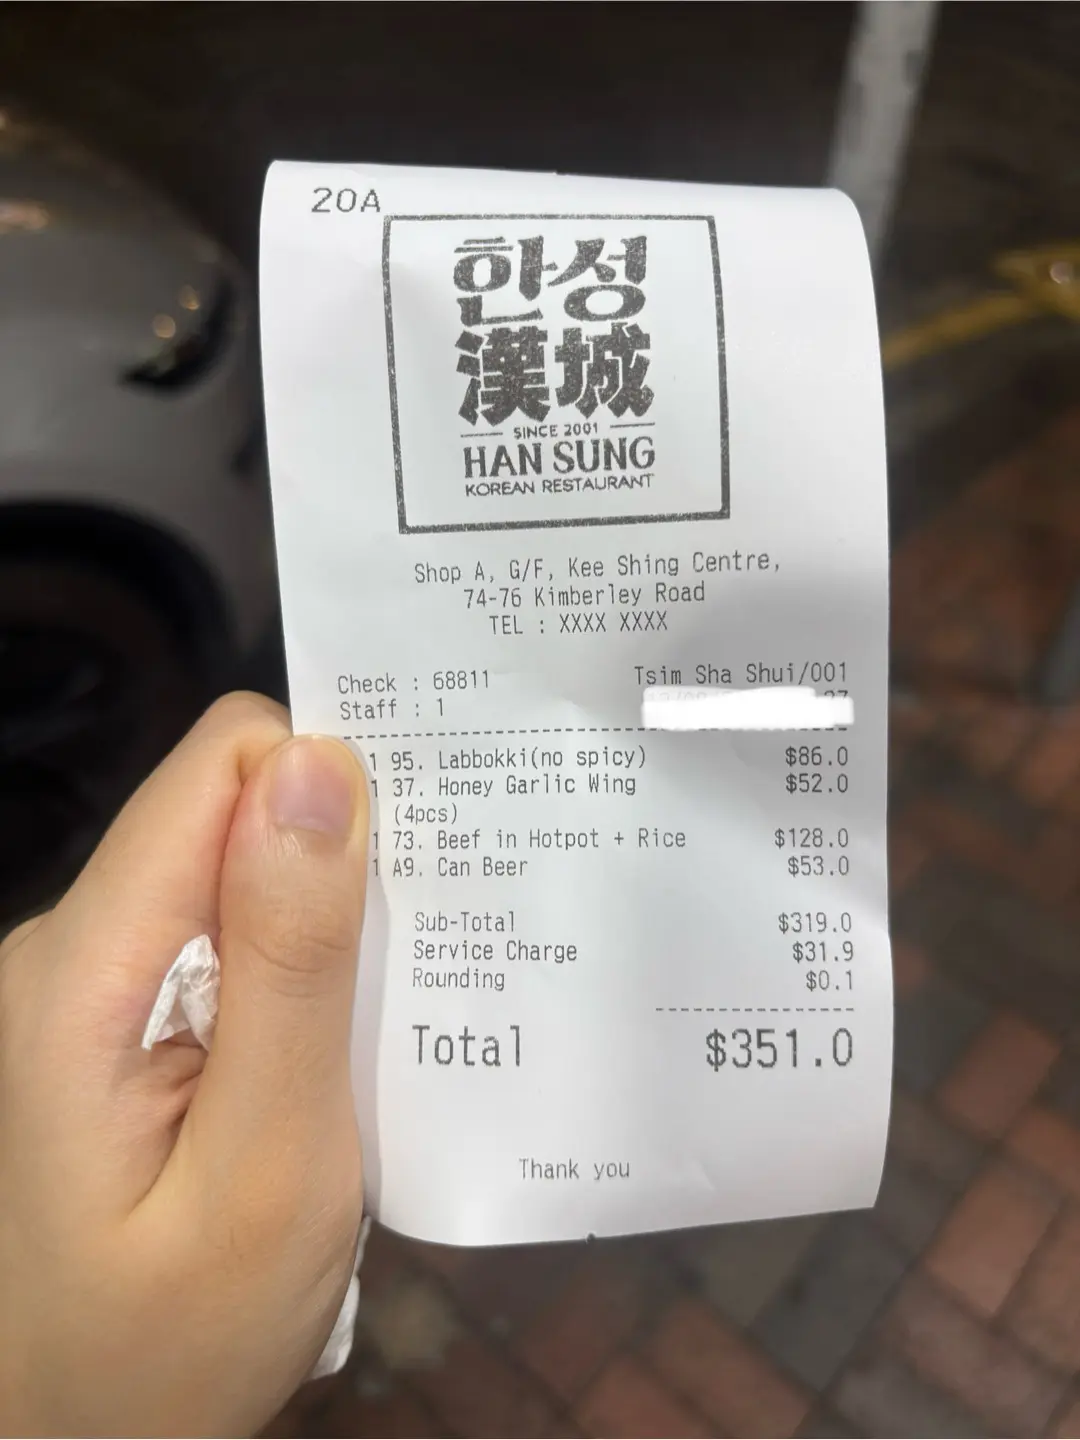 20A
한성
漢城
SINCE 2001
HAN SUNG
KOREAN RESTAURANT
Shop A, G/F, Kee Shing Centre,
74-76 Kimberley Road
TEL : XXXX XXXX
Check : 68811 Tsim Sha Shui/001
Staff : 1
1 95. Labbokki(no spicy) $86.0
1 37. Honey Garlic Wing $52.0
(4pcs)
1 73. Beef in Hotpot + Rice $128.0
1 A9. Can Beer $53.0
Sub-Total $319.0
Service Charge $31.9
Rounding $0.1
Total $351.0
Thank you